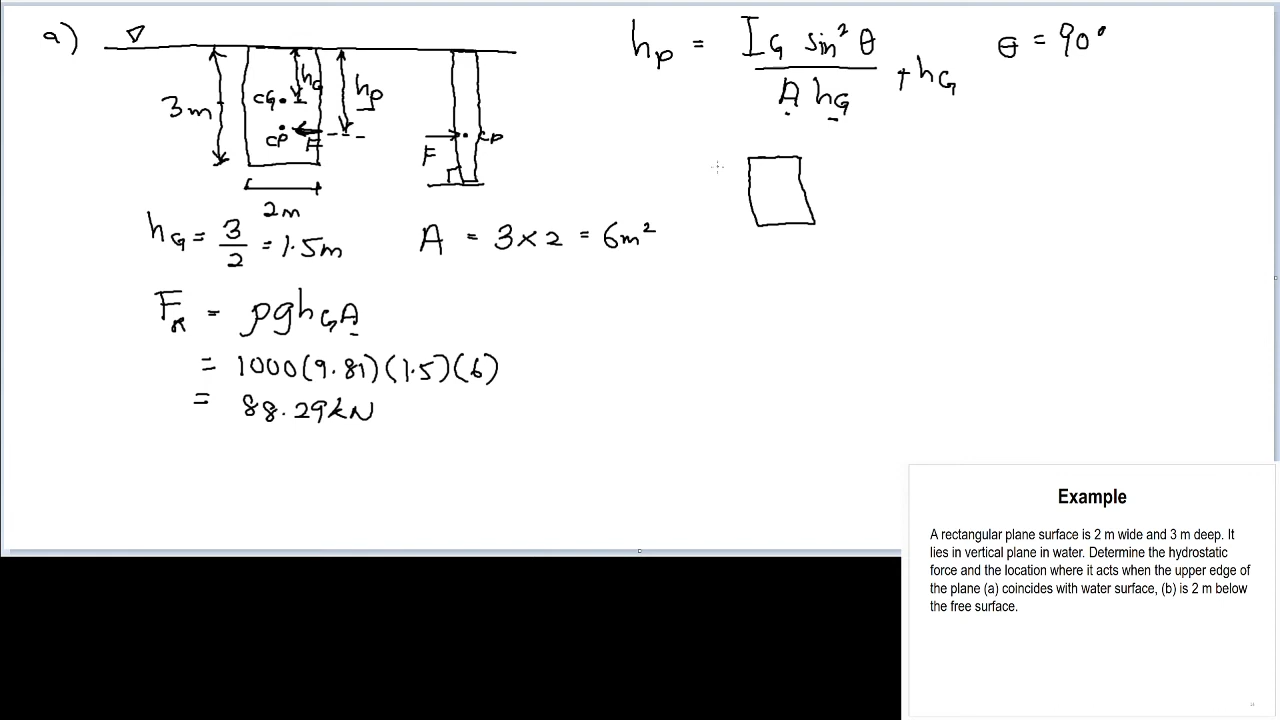 a)
3m
CG
hG
hp
CP
F
F
CP
2m
hG = 3/2 = 1.5m
A = 3 × 2 = 6m²
FR = ρghGA
= 1000(9.81)(1.5)(6)
= 88.29kN
hp = IG sin² θ / A hG + hG
θ = 90°
Example
A rectangular plane surface is 2 m wide and 3 m deep. It
lies in vertical plane in water. Determine the hydrostatic
force and the location where it acts when the upper edge of
the plane (a) coincides with water surface, (b) is 2 m below
the free surface.